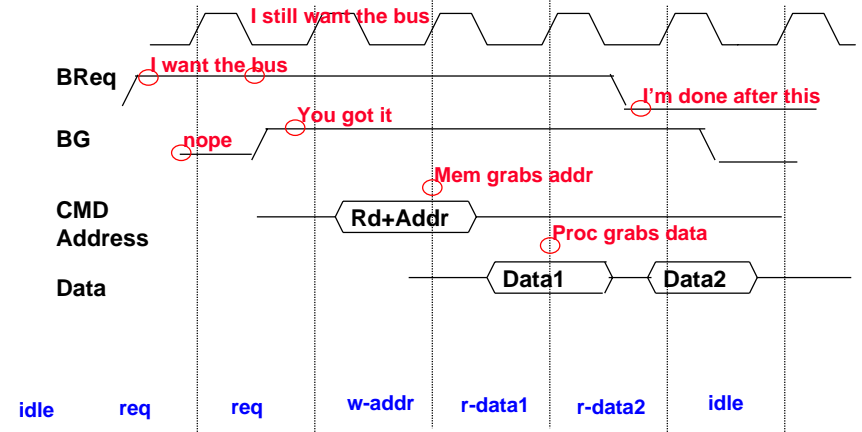 I still want the bus
BReq
I want the bus
I'm done after this
BG
nope
You got it
Mem grabs addr
CMD
Address
Rd+Addr
Proc grabs data
Data
Data1
Data2
idle req req w-addr r-data1 r-data2 idle